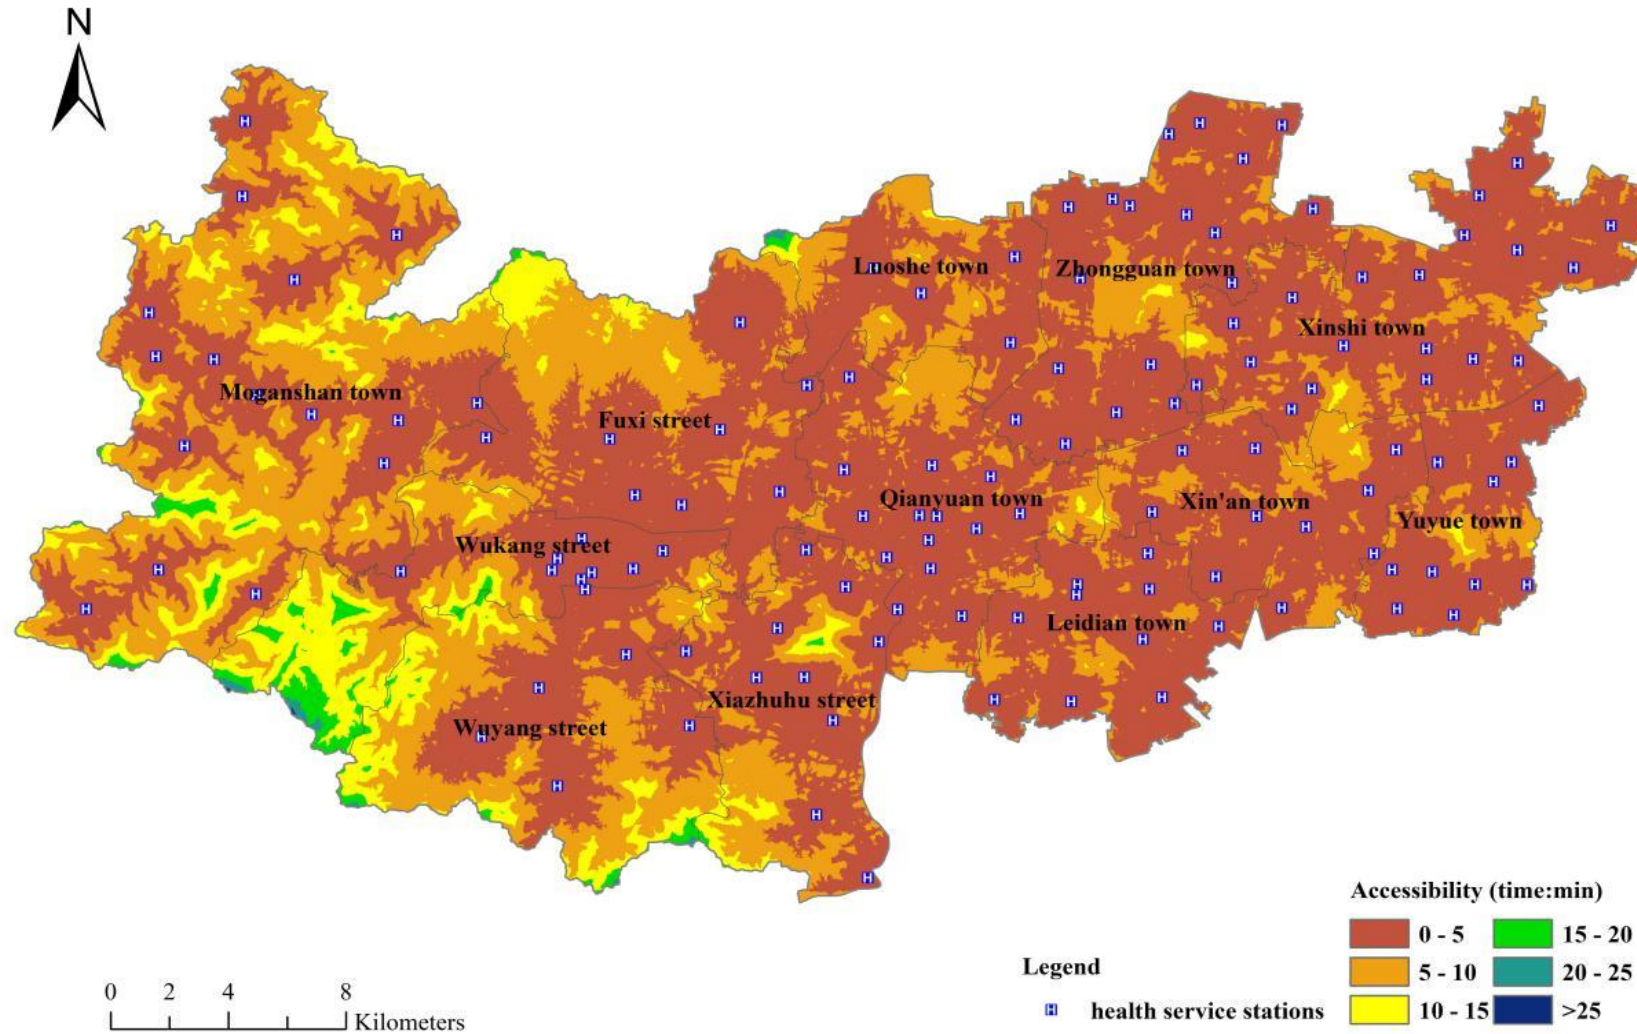 N
Luoshe town
Zhongguan town
Xinshi town
Moganshan town
Fuxi street
Qianyuan town
Xin'an town
Yuyue town
Wukang street
Leidian town
Xiazhuhu street
Wuyang street
Accessibility (time:min)
0 - 5
15 - 20
5 - 10
20 - 25
10 - 15
>25
Legend
H health service stations
0 2 4 8
Kilometers